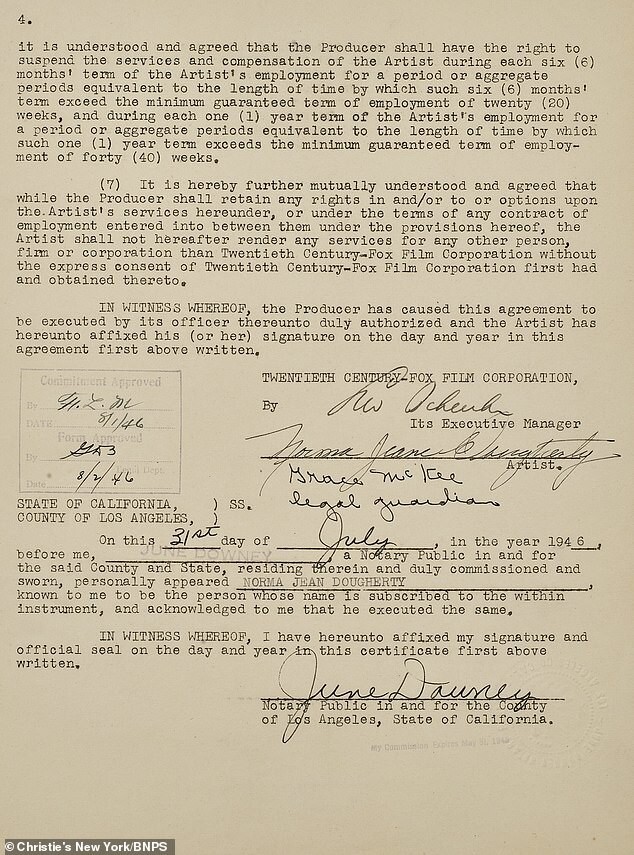 4.
it is understood and agreed that the Producer shall have the right to
suspend the services and compensation of the Artist during each six (6)
months' term of the Artist's employment for a period or aggregate
periods equivalent to the length of time by which such six (6) months'
term exceed the minimum guaranteed term of employment of twenty (20)
weeks, and during each one (1) year term of the Artist's employment for
a period or aggregate periods equivalent to the length of time by which
such one (1) year term exceeds the minimum guaranteed term of employ-
ment of forty (40) weeks.
(7) It is hereby further mutually understood and agreed that
while the Producer shall retain any rights in and/or to or options upon
the Artist's services hereunder, or under the terms of any contract of
employment entered into between them under the provisions hereof, the
Artist shall not hereafter render any services for any other person,
firm or corporation than Twentieth Century-Fox Film Corporation without
the express consent of Twentieth Century-Fox Film Corporation first had
and obtained thereto.
IN WITNESS WHEREOF, the Producer has caused this agreement to
be executed by its officer thereunto duly authorized and the Artist has
hereunto affixed his (or her) signature on the day and year in this
agreement first above written.
TWENTIETH CENTURY-FOX FILM CORPORATION,
By Lew Schreiber
Its Executive Manager
Commitment Approved
By
DATE 8/1/46
Form Approved
By
Legal Dept.
Date 8/2/46
Norma Jeane Dougherty
Artist.
Grace McKee
legal guardian
STATE OF CALIFORNIA, ) SS.
COUNTY OF LOS ANGELES, )
On this 31st day of July, in the year 1946,
before me, JUNE DOWNEY, a Notary Public in and for
the said County and State, residing therein and duly commissioned and
sworn, personally appeared NORMA JEAN DOUGHERTY,
known to me to be the person whose name is subscribed to the within
instrument, and acknowledged to me that he executed the same.
IN WITNESS WHEREOF, I have hereunto affixed my signature and
official seal on the day and year in this certificate first above
written.
June Downey
Notary Public in and for the County
of Los Angeles, State of California.
My Commission Expires May
©Christie's New York/BNPS